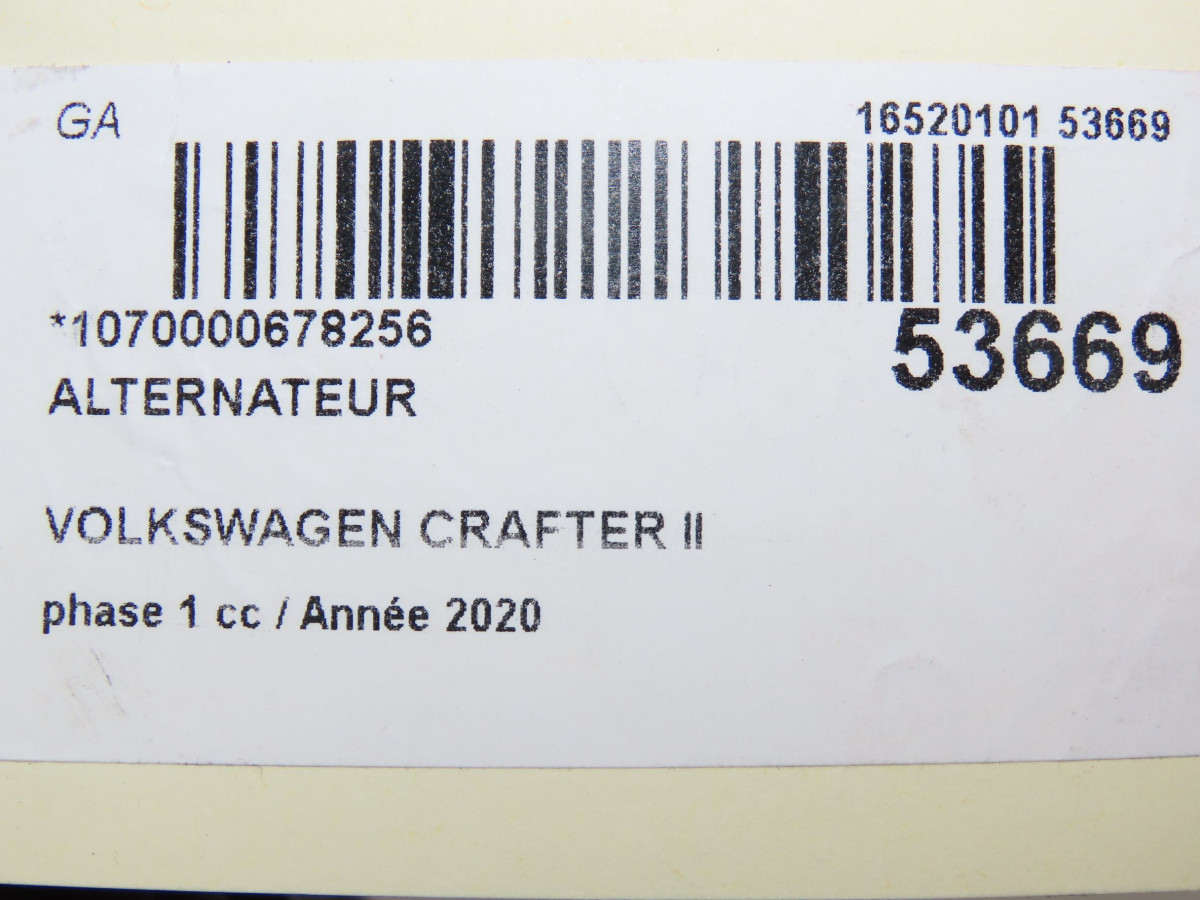 GA
16520101 53669
*1070000678256
53669
ALTERNATEUR
VOLKSWAGEN CRAFTER II
phase 1 cc / Année 2020